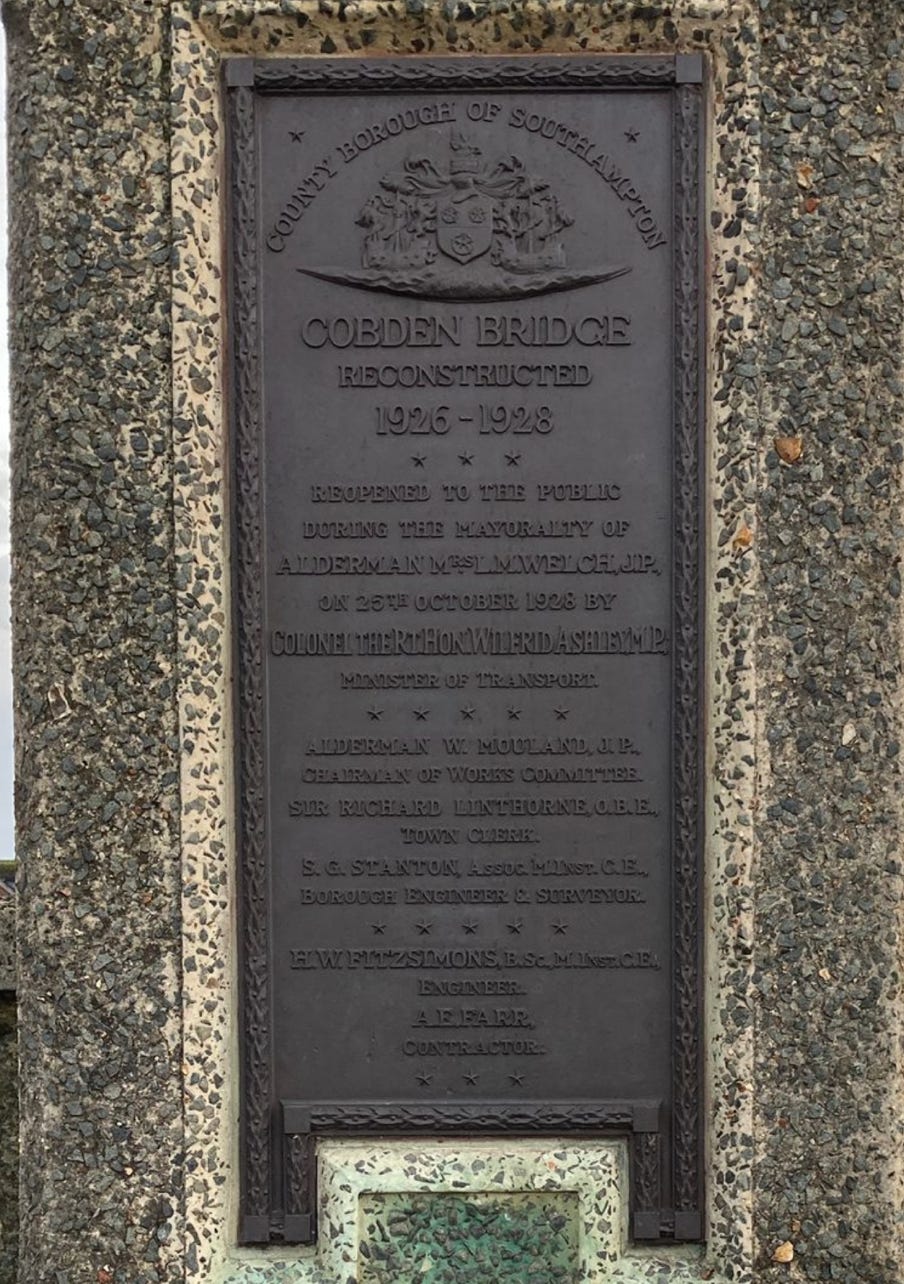 COUNTY BOROUGH OF SOUTHAMPTON
COBDEN BRIDGE
RECONSTRUCTED
1926-1928
REOPENED TO THE PUBLIC
DURING THE MAYORALTY OF
ALDERMAN MRS L.M.WELCH, J.P.,
ON 25TH OCTOBER 1928 BY
COLONEL THE RT. HON. WILFRID ASHLEY, M.P.,
MINISTER OF TRANSPORT.
ALDERMAN W. MOULAND, J.P.,
CHAIRMAN OF WORKS COMMITTEE.
SIR RICHARD LINTHORNE, O.B.E.,
TOWN CLERK.
S. G. STANTON, ASSOC. M.INST. C.E.,
BOROUGH ENGINEER & SURVEYOR.
H.W. FITZSIMONS, B.SC., M.INST.C.E.,
ENGINEER.
A.E. FARR,
CONTRACTOR.